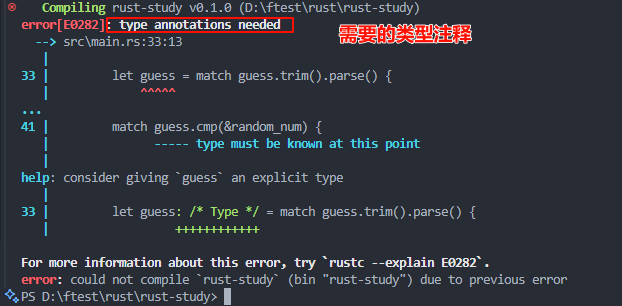 Compiling rust-study v0.1.0 (D:\ftest\rust\rust-study)
error[E0282]: type annotations needed
需要的类型注释
--> src\main.rs:33:13
|
33 | let guess = match guess.trim().parse() {
| ^^^^^
...
41 | match guess.cmp(&random_num) {
| ----- type must be known at this point
|
help: consider giving `guess` an explicit type
|
33 | let guess: /* Type */ = match guess.trim().parse() {
| ++++++++++++
For more information about this error, try `rustc --explain E0282`.
error: could not compile `rust-study` (bin "rust-study") due to previous error
PS D:\ftest\rust\rust-study>